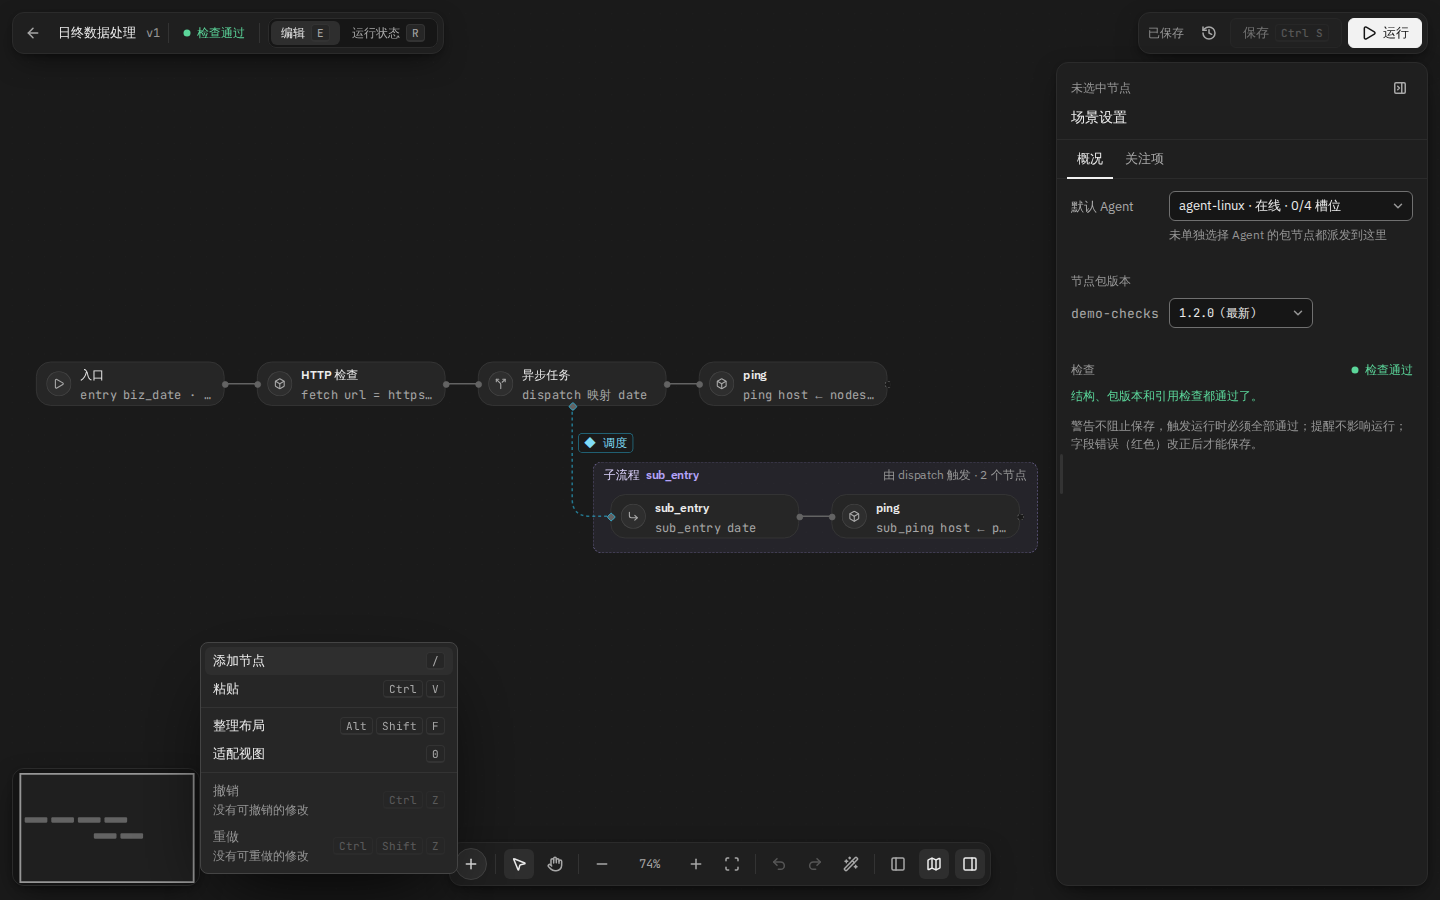 日终数据处理 v1 检查通过 编辑 E 运行状态 R
已保存 保存 Ctrl S 运行
未选中节点
场景设置
概况 关注项
默认 Agent agent-linux · 在线 · 0/4 槽位
未单独选择 Agent 的包节点都派发到这里
节点包版本
demo-checks 1.2.0 (最新)
检查 检查通过
结构、包版本和引用检查都通过了。
警告不阻止保存，触发运行时必须全部通过；提醒不影响运行；
字段错误（红色）改正后才能保存。
入口
entry biz_date · …
HTTP 检查
fetch url = https…
异步任务
dispatch 映射 date
ping
ping host ← nodes…
调度
子流程 sub_entry 由 dispatch 触发 · 2 个节点
sub_entry
sub_entry date
ping
sub_ping host ← p…
添加节点 /
粘贴 Ctrl V
整理布局 Alt Shift F
适配视图 0
撤销 Ctrl Z
没有可撤销的修改
重做 Ctrl Shift Z
没有可重做的修改
74%